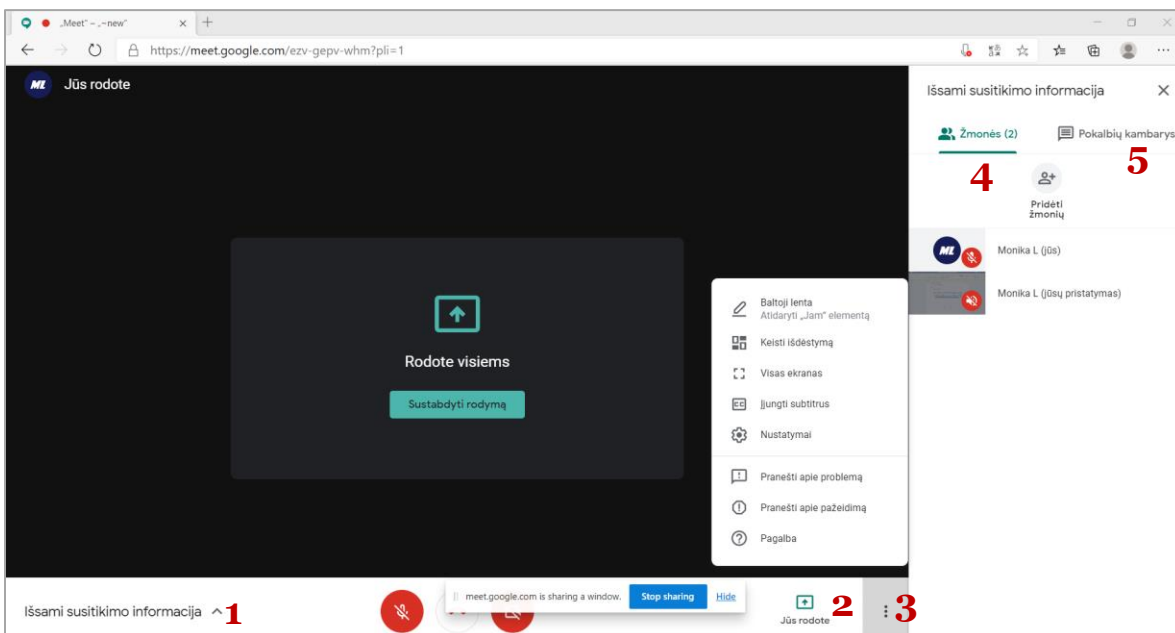 „Meet“ – „~new“
https://meet.google.com/ezv-gepv-whm?pli=1
ML Jūs rodote
Rodote visiems
Sustabdyti rodymą
Išsami susitikimo informacija
Žmonės (2)
Pokalbių kambarys
4
5
Pridėti
žmonių
ML
Monika L (jūs)
Monika L (jūsų pristatymas)
Baltoji lenta
Atidaryti „Jam“ elementą
Keisti išdėstymą
Visas ekranas
CC Įjungti subtitrus
Nustatymai
Pranešti apie problemą
Pranešti apie pažeidimą
Pagalba
Išsami susitikimo informacija
1
meet.google.com is sharing a window.
Stop sharing
Hide
Jūs rodote
2
3